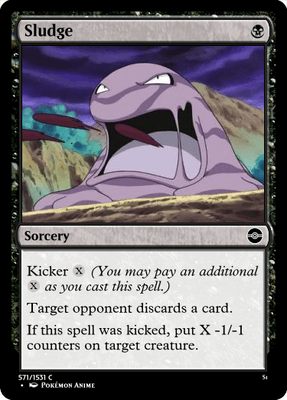 Sludge
Sorcery
Kicker X (You may pay an additional
X as you cast this spell.)
Target opponent discards a card.
If this spell was kicked, put X -1/-1
counters on target creature.
571/1531 C
• Pokémon Anime